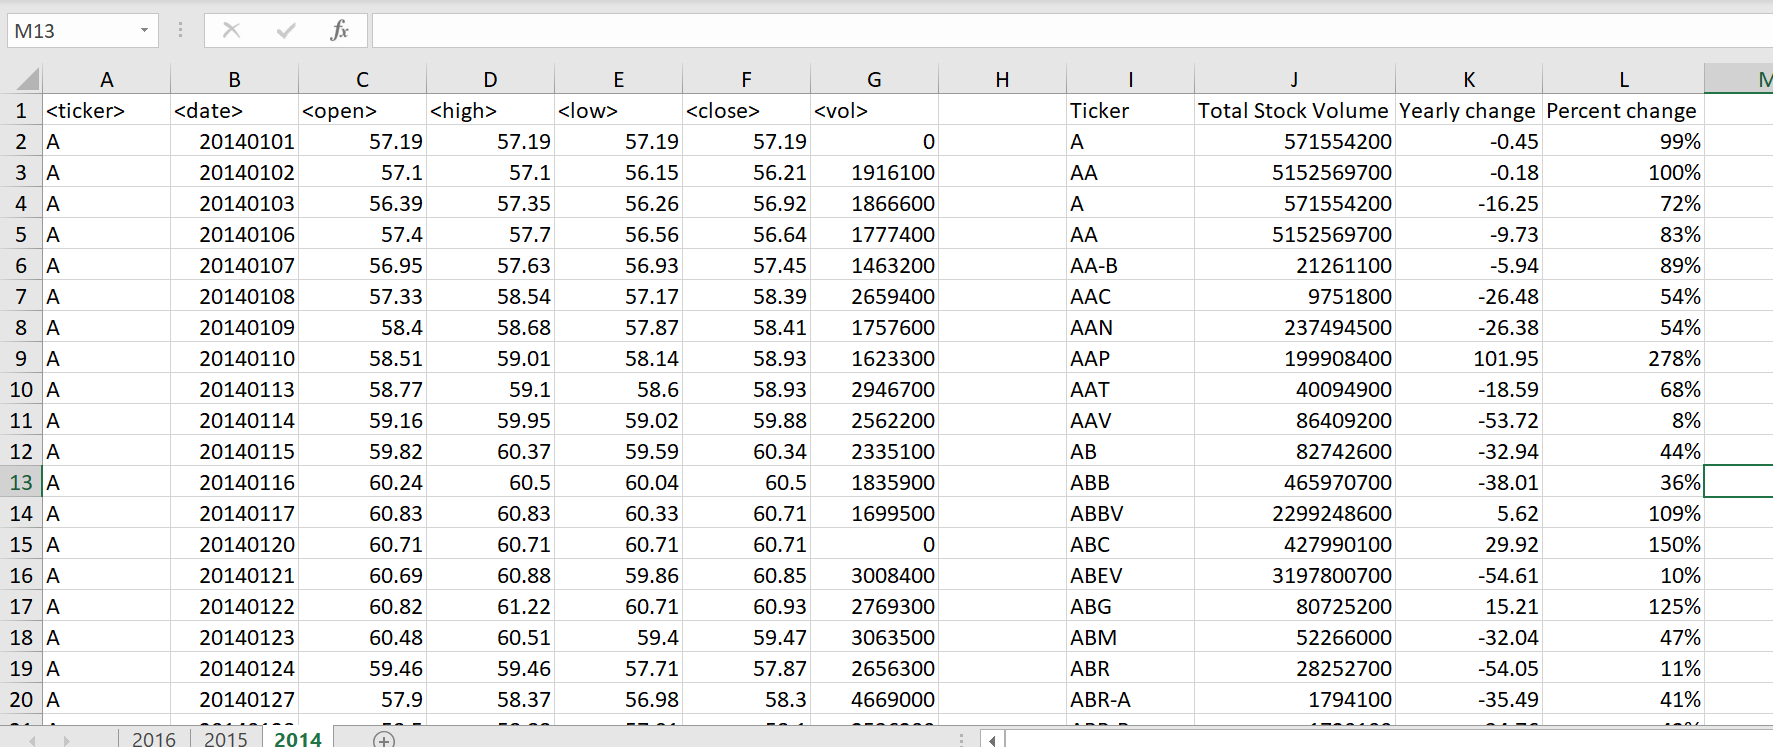 M13 fx
A B C D E F G H I J K L
1 <ticker> <date> <open> <high> <low> <close> <vol> Ticker Total Stock Volume Yearly change Percent change
2 A 20140101 57.19 57.19 57.19 57.19 0 A 571554200 -0.45 99%
3 A 20140102 57.1 57.1 56.15 56.21 1916100 AA 5152569700 -0.18 100%
4 A 20140103 56.39 57.35 56.26 56.92 1866600 A 571554200 -16.25 72%
5 A 20140106 57.4 57.7 56.56 56.64 1777400 AA 5152569700 -9.73 83%
6 A 20140107 56.95 57.63 56.93 57.45 1463200 AA-B 21261100 -5.94 89%
7 A 20140108 57.33 58.54 57.17 58.39 2659400 AAC 9751800 -26.48 54%
8 A 20140109 58.4 58.68 57.87 58.41 1757600 AAN 237494500 -26.38 54%
9 A 20140110 58.51 59.01 58.14 58.93 1623300 AAP 199908400 101.95 278%
10 A 20140113 58.77 59.1 58.6 58.93 2946700 AAT 40094900 -18.59 68%
11 A 20140114 59.16 59.95 59.02 59.88 2562200 AAV 86409200 -53.72 8%
12 A 20140115 59.82 60.37 59.59 60.34 2335100 AB 82742600 -32.94 44%
13 A 20140116 60.24 60.5 60.04 60.5 1835900 ABB 465970700 -38.01 36%
14 A 20140117 60.83 60.83 60.33 60.71 1699500 ABBV 2299248600 5.62 109%
15 A 20140120 60.71 60.71 60.71 60.71 0 ABC 427990100 29.92 150%
16 A 20140121 60.69 60.88 59.86 60.85 3008400 ABEV 3197800700 -54.61 10%
17 A 20140122 60.82 61.22 60.71 60.93 2769300 ABG 80725200 15.21 125%
18 A 20140123 60.48 60.51 59.4 59.47 3063500 ABM 52266000 -32.04 47%
19 A 20140124 59.46 59.46 57.71 57.87 2656300 ABR 28252700 -54.05 11%
20 A 20140127 57.9 58.37 56.98 58.3 4669000 ABR-A 1794100 -35.49 41%
2016 2015 2014